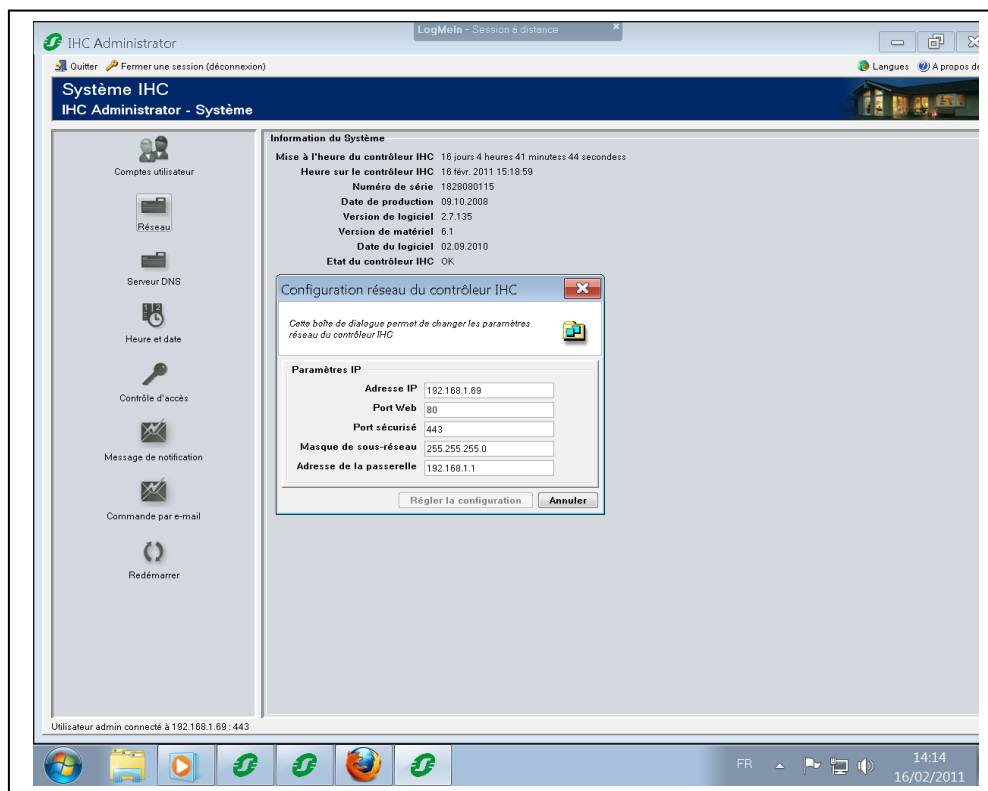 LogMeIn - Session à distance
IHC Administrator
Quitter Fermer une session (déconnexion) Langues A propos de
Système IHC
IHC Administrator - Système
Comptes utilisateur
Réseau
Serveur DNS
Heure et date
Contrôle d'accès
Message de notification
Commande par e-mail
Redémarrer
Information du Système
Mise à l'heure du contrôleur IHC 16 jours 4 heures 41 minutess 44 secondess
Heure sur le contrôleur IHC 16 févr. 2011 15:18:59
Numéro de série 1828080115
Date de production 09.10.2008
Version de logiciel 2.7.135
Version de matériel 6.1
Date du logiciel 02.09.2010
Etat du contrôleur IHC OK
Configuration réseau du contrôleur IHC
Cette boîte de dialogue permet de changer les paramètres
réseau du contrôleur IHC
Paramètres IP
Adresse IP 192.168.1.69
Port Web 80
Port sécurisé 443
Masque de sous-réseau 255.255.255.0
Adresse de la passerelle 192.168.1.1
Régler la configuration Annuler
Utilisateur admin connecté à 192.168.1.69 : 443
FR
14:14
16/02/2011